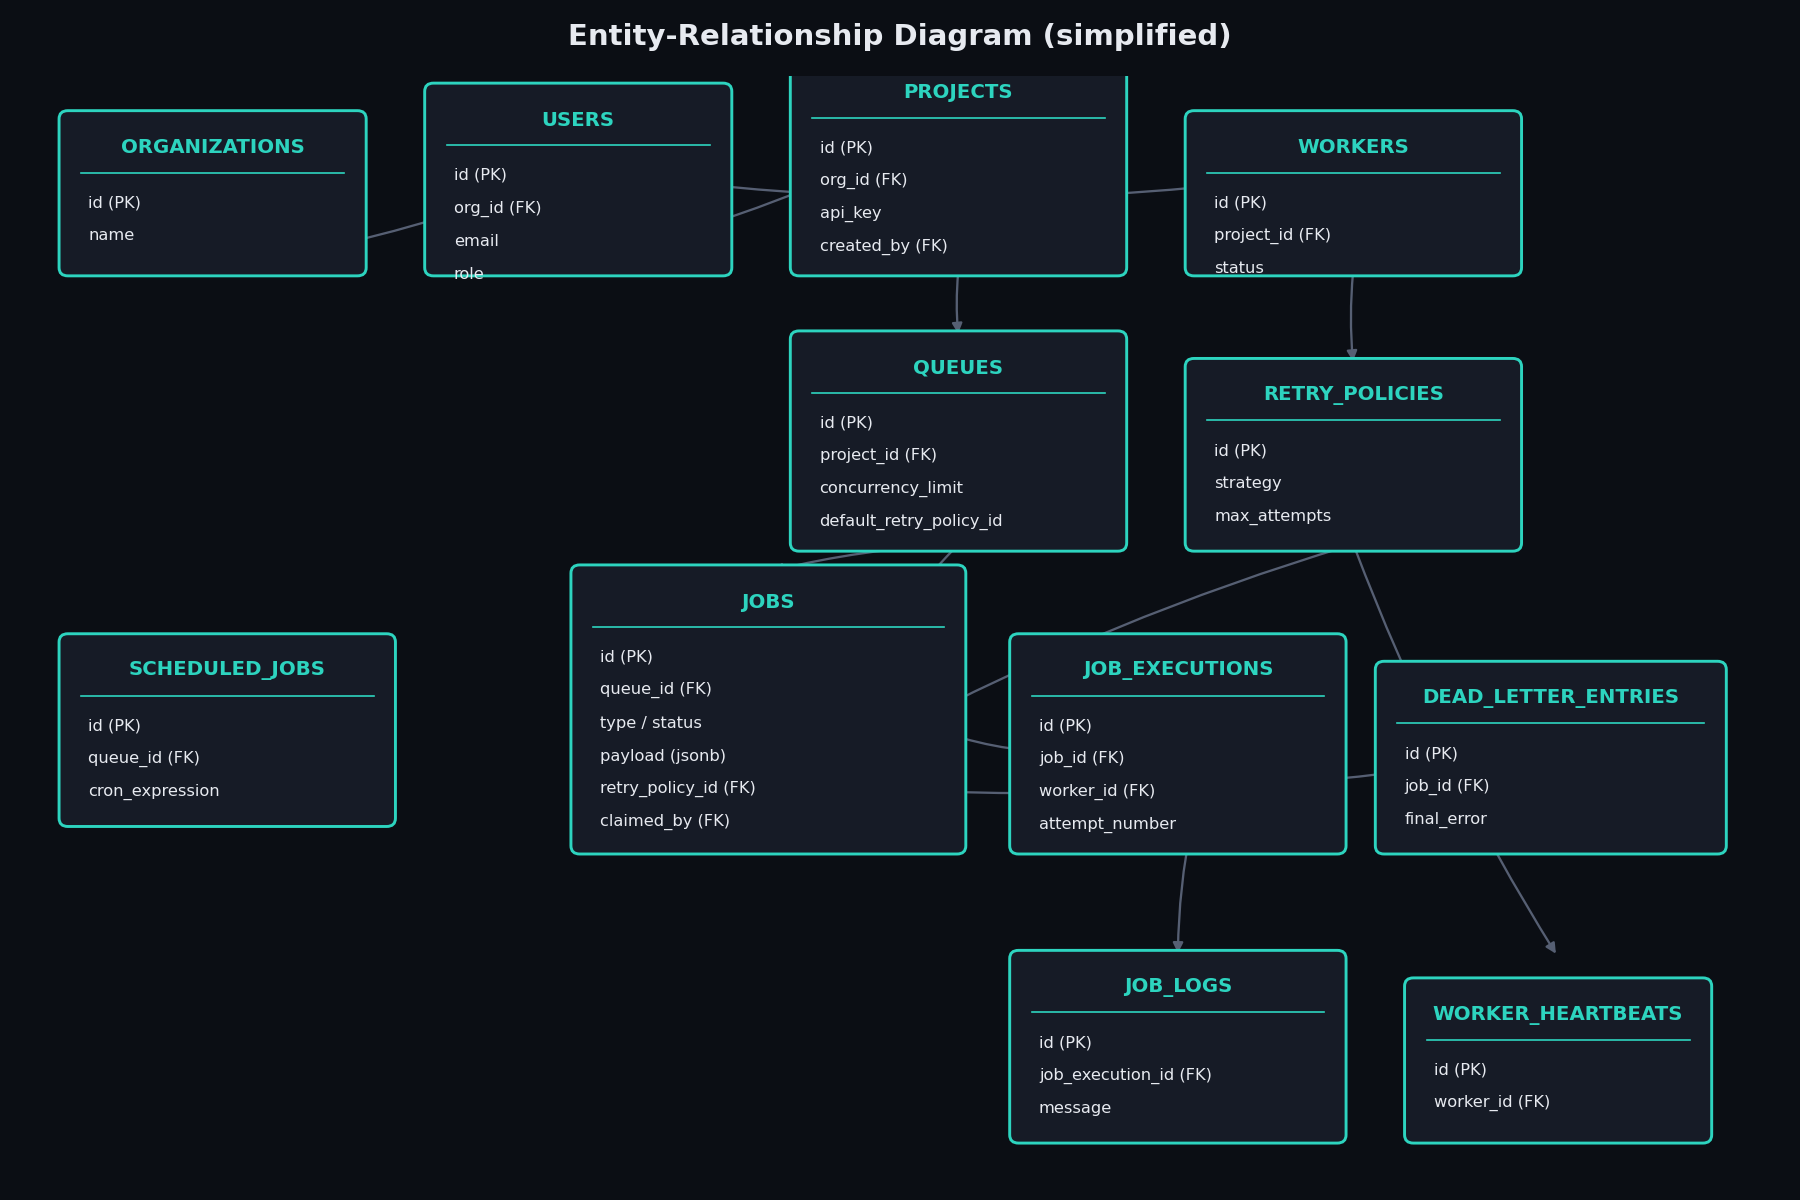 Entity-Relationship Diagram (simplified)
ORGANIZATIONS
id (PK)
name
USERS
id (PK)
org_id (FK)
email
role
PROJECTS
id (PK)
org_id (FK)
api_key
created_by (FK)
WORKERS
id (PK)
project_id (FK)
status
QUEUES
id (PK)
project_id (FK)
concurrency_limit
default_retry_policy_id
RETRY_POLICIES
id (PK)
strategy
max_attempts
SCHEDULED_JOBS
id (PK)
queue_id (FK)
cron_expression
JOBS
id (PK)
queue_id (FK)
type / status
payload (jsonb)
retry_policy_id (FK)
claimed_by (FK)
JOB_EXECUTIONS
id (PK)
job_id (FK)
worker_id (FK)
attempt_number
DEAD_LETTER_ENTRIES
id (PK)
job_id (FK)
final_error
JOB_LOGS
id (PK)
job_execution_id (FK)
message
WORKER_HEARTBEATS
id (PK)
worker_id (FK)